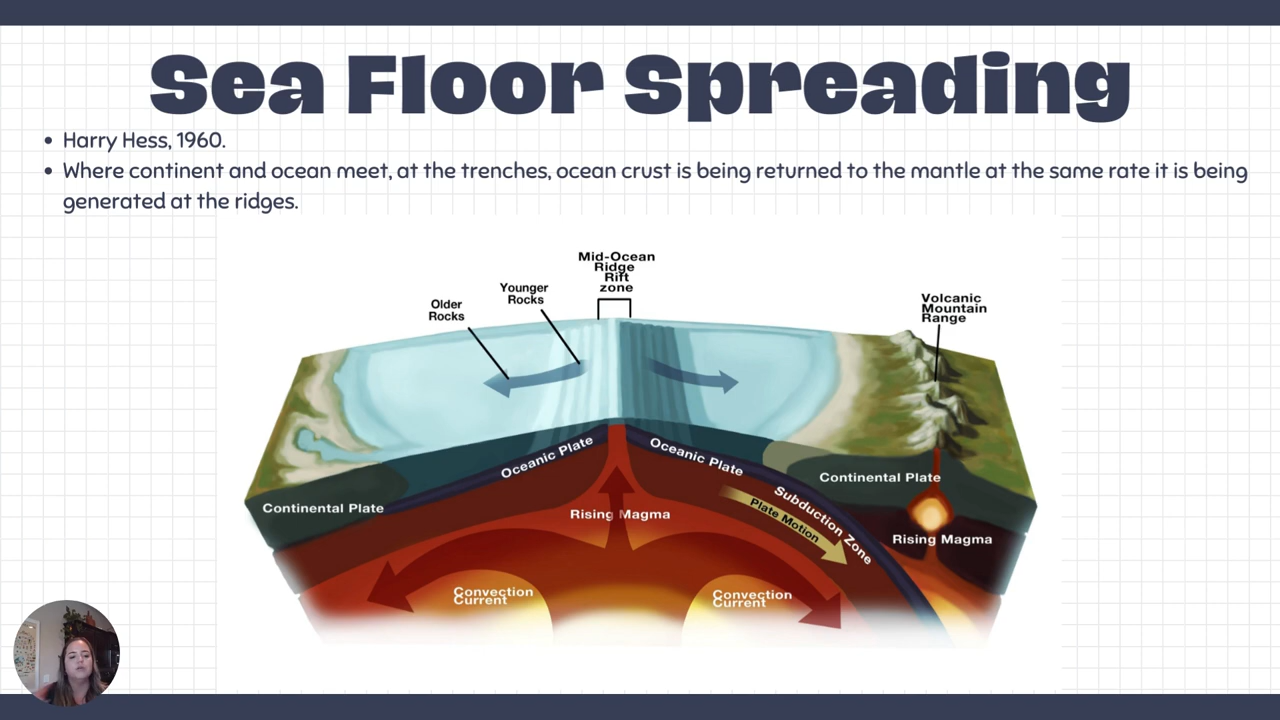 Sea Floor Spreading
Harry Hess, 1960.
Where continent and ocean meet, at the trenches, ocean crust is being returned to the mantle at the same rate it is being
generated at the ridges.
Mid-Ocean
Ridge
Rift
zone
Younger
Rocks
Older
Rocks
Volcanic
Mountain
Range
Oceanic Plate
Oceanic Plate
Continental Plate
Continental Plate
Subduction Zone
Plate Motion
Rising Magma
Rising Magma
Convection
Current
Convection
Current